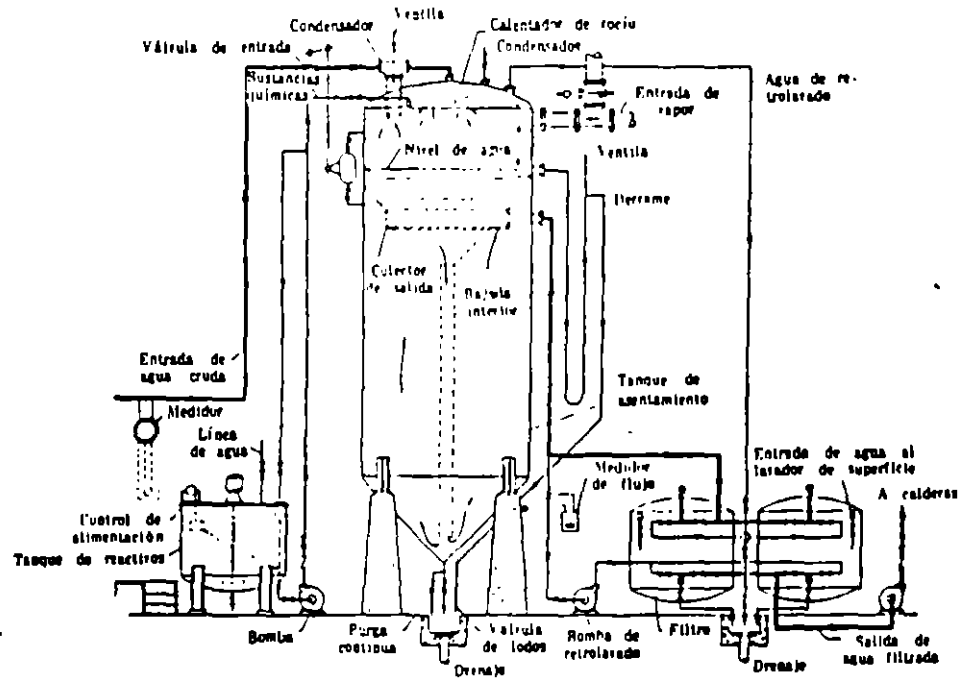 Ventila
Condensador
Calentador de rocío
Condensador
Válvula de entrada
Sustancias
químicas
Agua de re-
trolavado
Entrada de
vapor
Nivel de agua
Ventila
Derrame
Colector
de salida
Bajada
interior
Entrada de
agua cruda
Medidor
Línea
de agua
Tanque de
asentamiento
Entrada de agua al
lavador de superficie
Medidor
de flujo
A calderas
Control de
alimentación
Tanque de reactivos
Bomba
Purga
continua
Válvula
de lodos
Bomba de
retrolavado
Filtro
Salida de
agua filtrada
Drenaje
Drenaje